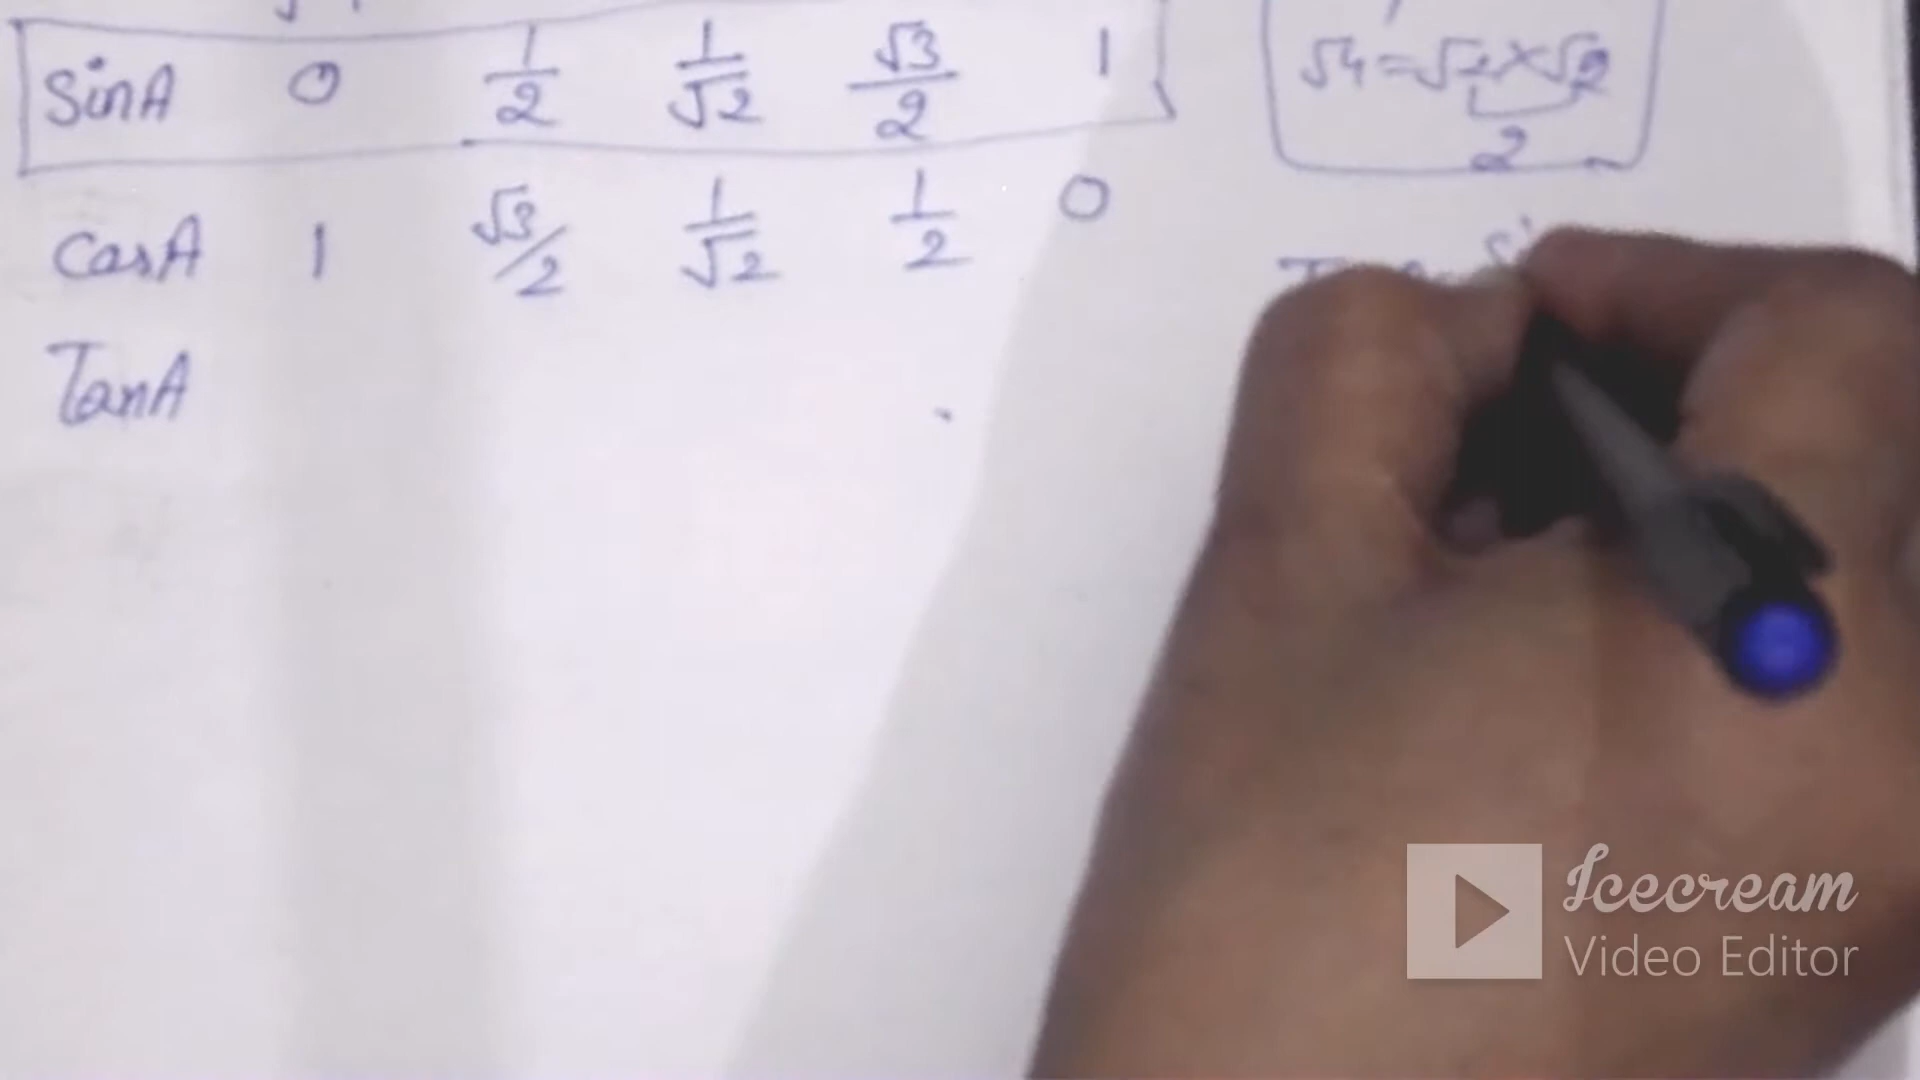 SinA 0 1/2 1/√2 √3/2 1
√4=√2×√2
2
CosA 1 √3/2 1/√2 1/2 0
TanA
Icecream
Video Editor